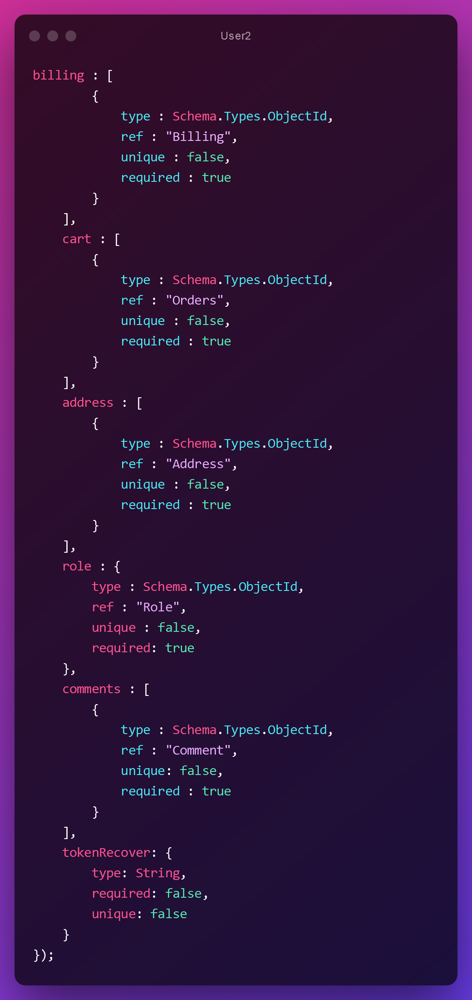 User2
billing : [
        {
            type : Schema.Types.ObjectId,
            ref : "Billing",
            unique : false,
            required : true
        }
    ],
    cart : [
        {
            type : Schema.Types.ObjectId,
            ref : "Orders",
            unique : false,
            required : true
        }
    ],
    address : [
        {
            type : Schema.Types.ObjectId,
            ref : "Address",
            unique : false,
            required : true
        }
    ],
    role : {
        type : Schema.Types.ObjectId,
        ref : "Role",
        unique : false,
        required: true
    },
    comments : [
        {
            type : Schema.Types.ObjectId,
            ref : "Comment",
            unique: false,
            required : true
        }
    ],
    tokenRecover: {
        type: String,
        required: false,
        unique: false
    }
});